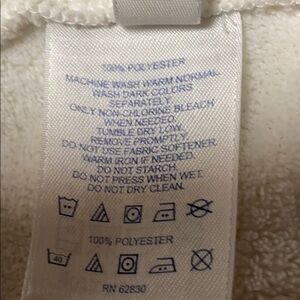 100% POLYESTER
MACHINE WASH WARM NORMAL.
WASH DARK COLORS
SEPARATELY.
ONLY NON-CHLORINE BLEACH
WHEN NEEDED.
TUMBLE DRY LOW.
REMOVE PROMPTLY.
DO NOT USE FABRIC SOFTENER.
WARM IRON IF NEEDED.
DO NOT STARCH.
DO NOT PRESS WHEN WET.
DO NOT DRY CLEAN.
100% POLYESTER
40
RN 62830